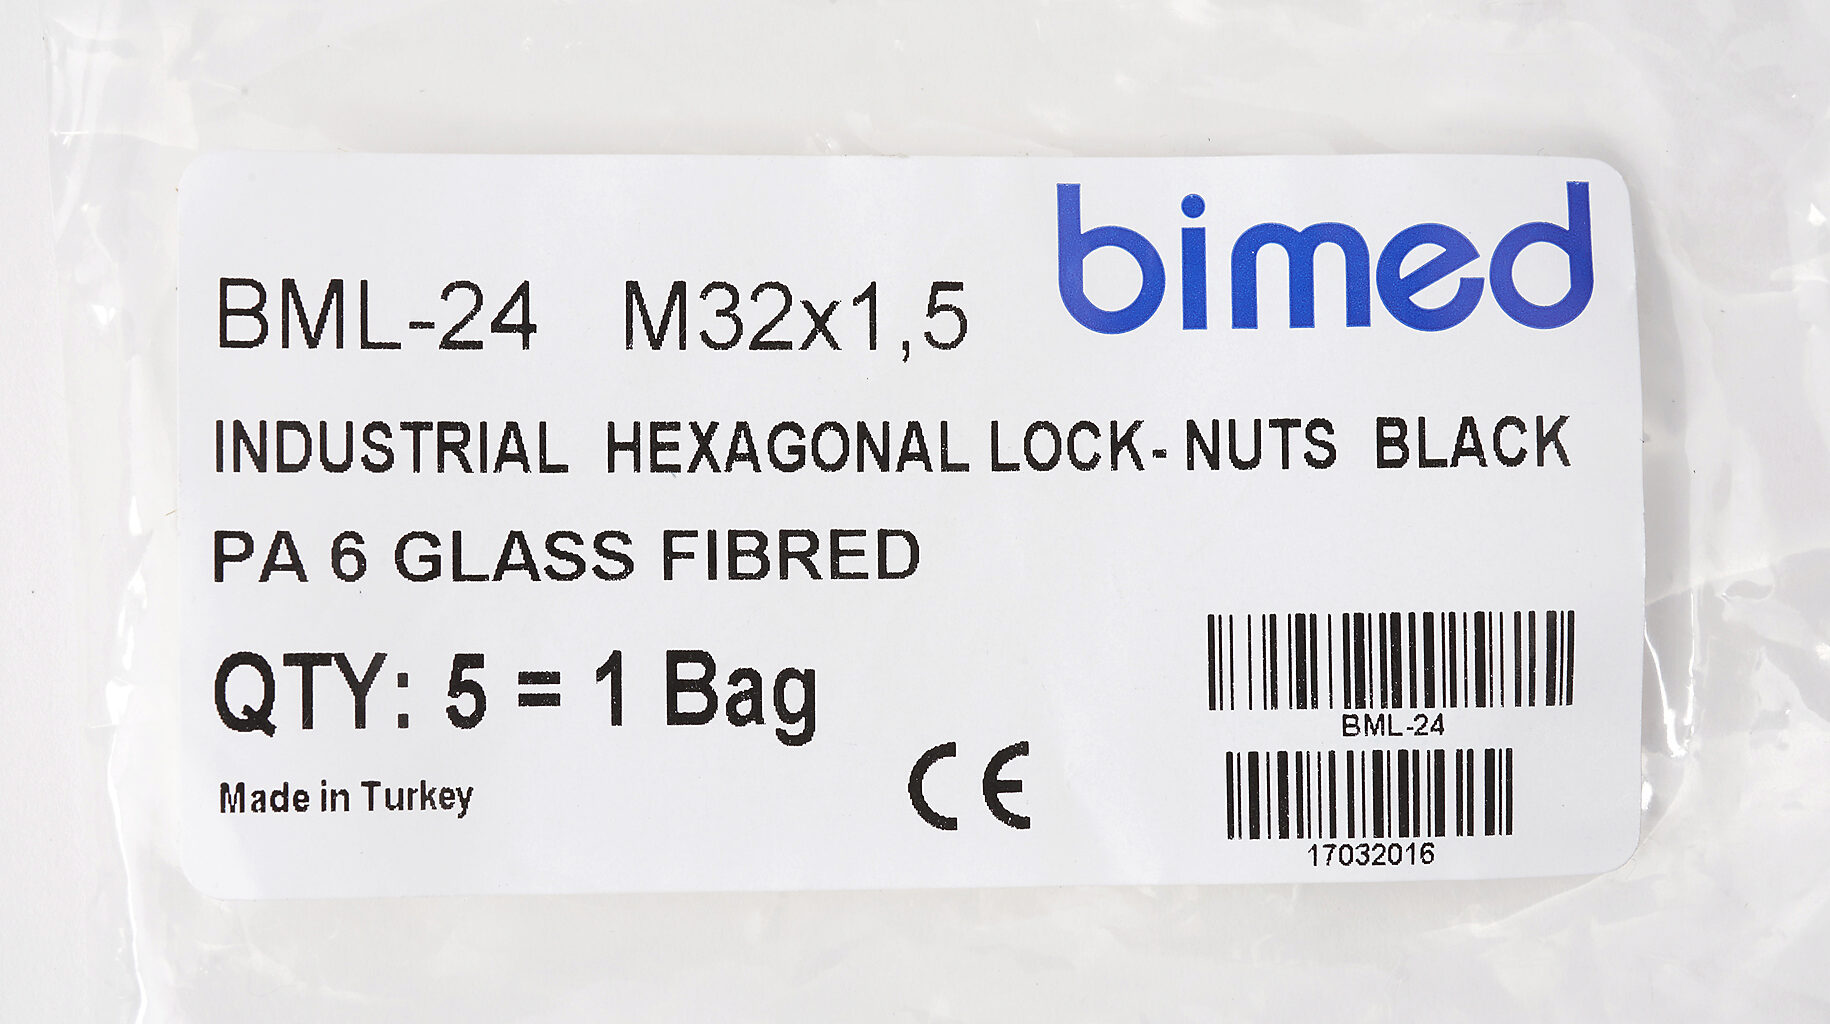 bimed
BML-24 M32x1,5
INDUSTRIAL HEXAGONAL LOCK- NUTS BLACK
PA 6 GLASS FIBRED
QTY: 5 = 1 Bag
BML-24
Made in Turkey
CE
17032016